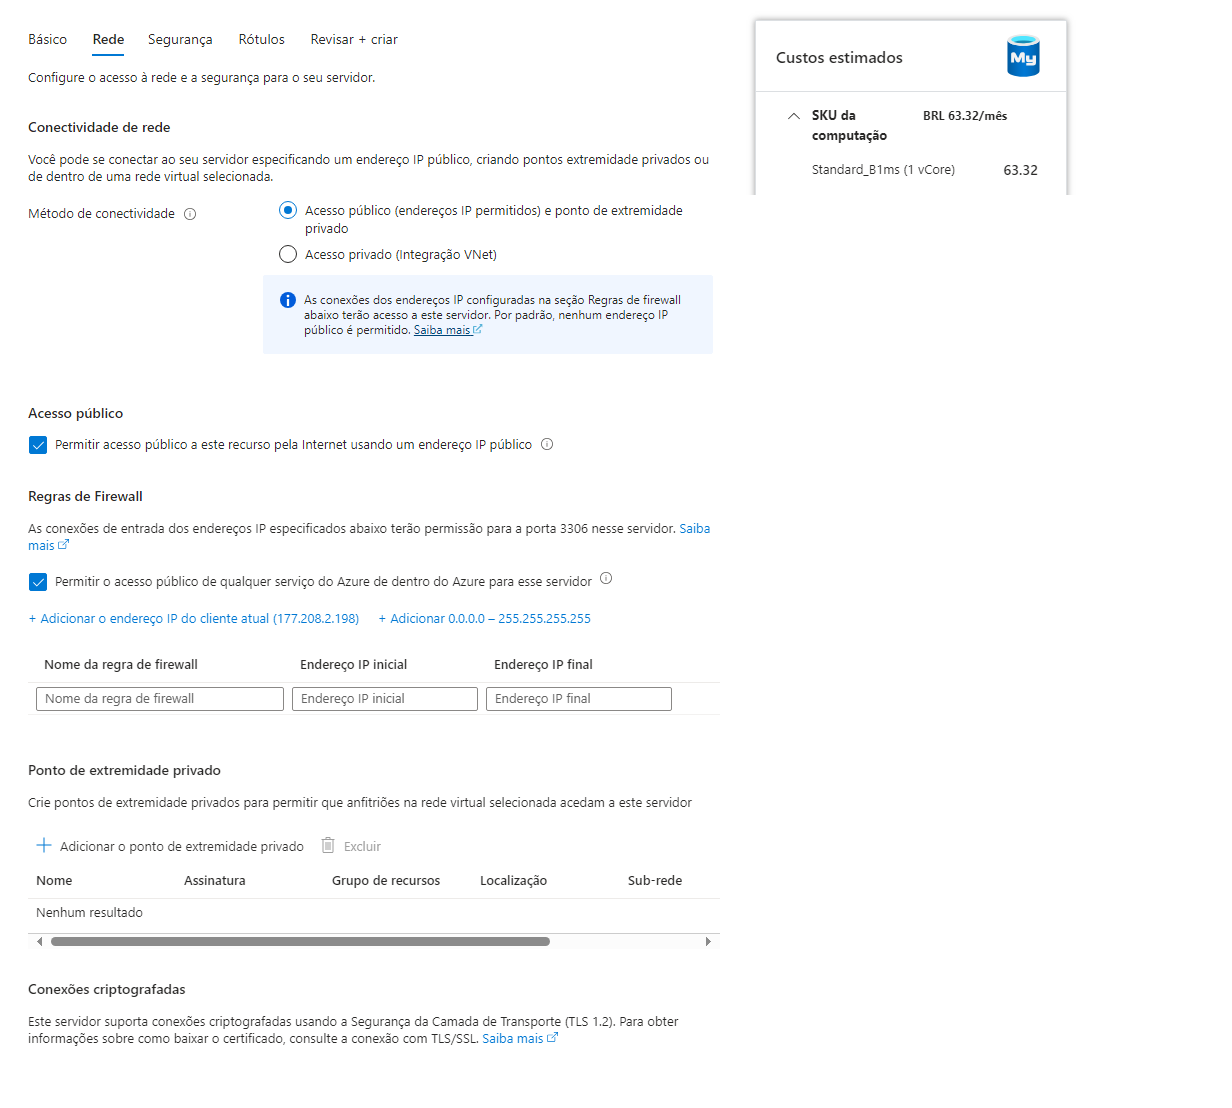 Básico Rede Segurança Rótulos Revisar + criar
Configure o acesso à rede e a segurança para o seu servidor.
Conectividade de rede
Você pode se conectar ao seu servidor especificando um endereço IP público, criando pontos extremidade privados ou
de dentro de uma rede virtual selecionada.
Método de conectividade
Acesso público (endereços IP permitidos) e ponto de extremidade
privado
Acesso privado (Integração VNet)
As conexões dos endereços IP configuradas na seção Regras de firewall
abaixo terão acesso a este servidor. Por padrão, nenhum endereço IP
público é permitido. Saiba mais
Acesso público
Permitir acesso público a este recurso pela Internet usando um endereço IP público
Regras de Firewall
As conexões de entrada dos endereços IP especificados abaixo terão permissão para a porta 3306 nesse servidor. Saiba
mais
Permitir o acesso público de qualquer serviço do Azure de dentro do Azure para esse servidor
+ Adicionar o endereço IP do cliente atual (177.208.2.198) + Adicionar 0.0.0.0 – 255.255.255.255
Nome da regra de firewall Endereço IP inicial Endereço IP final
Nome da regra de firewall Endereço IP inicial Endereço IP final
Ponto de extremidade privado
Crie pontos de extremidade privados para permitir que anfitriões na rede virtual selecionada acedam a este servidor
Adicionar o ponto de extremidade privado Excluir
Nome Assinatura Grupo de recursos Localização Sub-rede
Nenhum resultado
Conexões criptografadas
Este servidor suporta conexões criptografadas usando a Segurança da Camada de Transporte (TLS 1.2). Para obter
informações sobre como baixar o certificado, consulte a conexão com TLS/SSL. Saiba mais
Custos estimados
My
SKU da
computação
BRL 63.32/mês
Standard_B1ms (1 vCore) 63.32